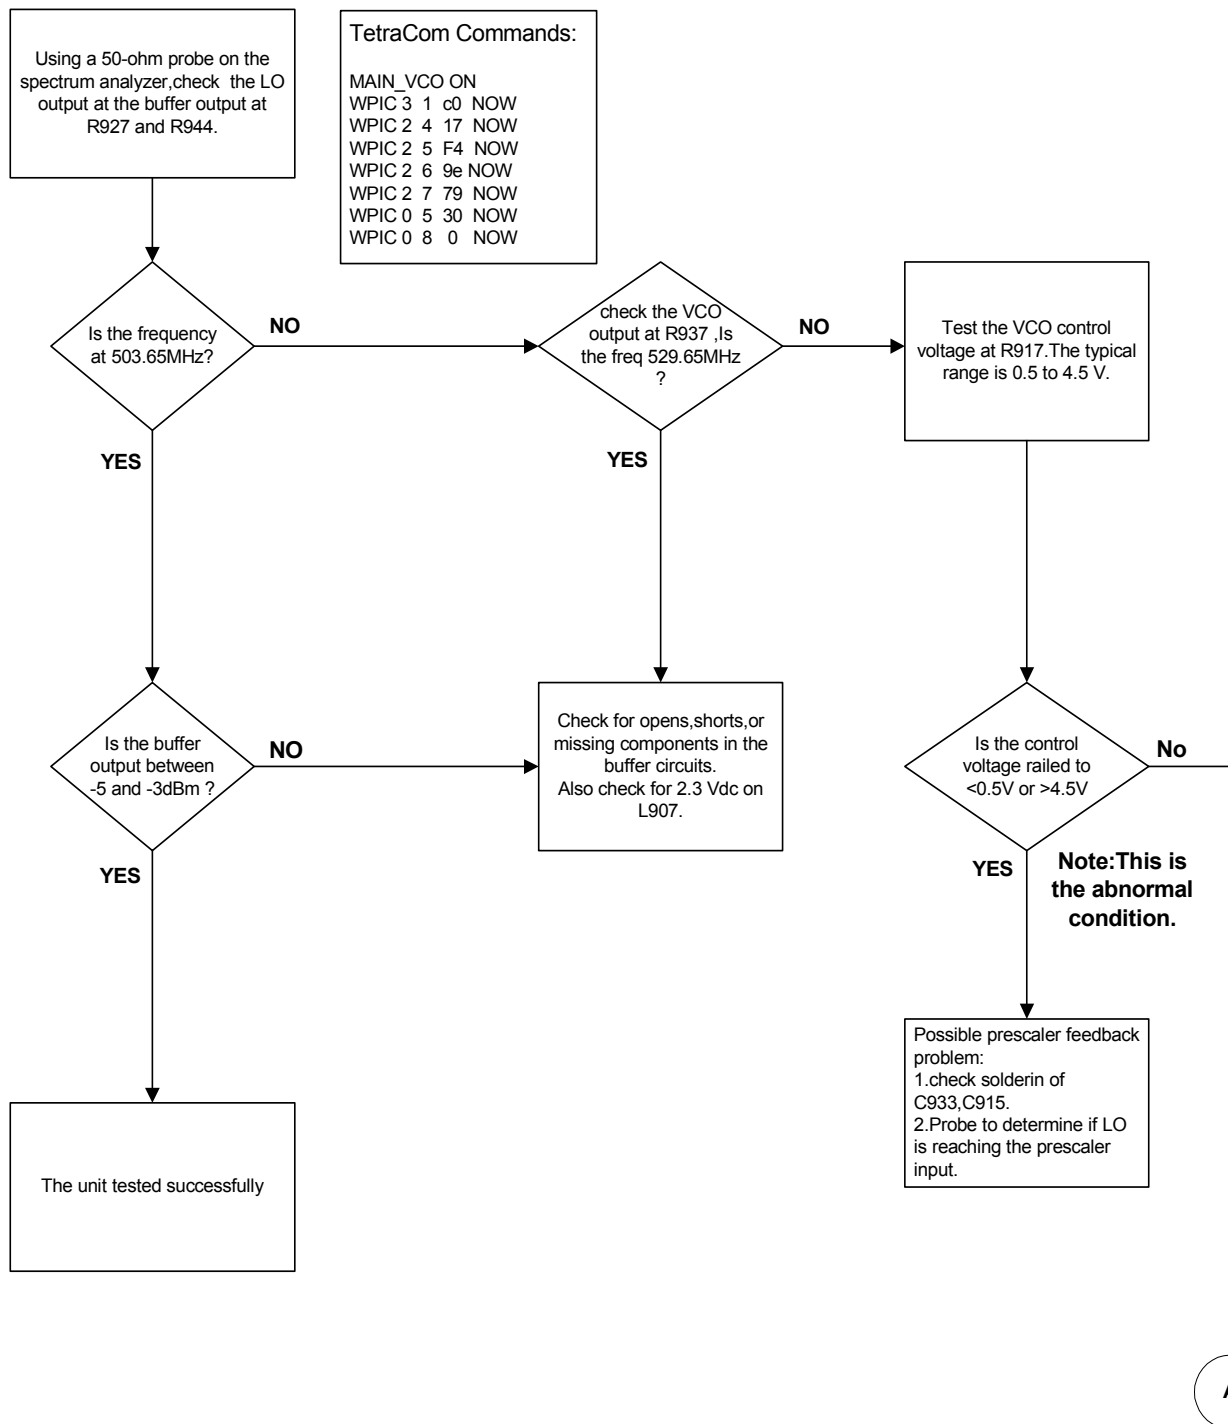 Using a 50-ohm probe on the
spectrum analyzer,check the LO
output at the buffer output at
R927 and R944.
TetraCom Commands:
MAIN_VCO ON
WPIC 3 1 c0 NOW
WPIC 2 4 17 NOW
WPIC 2 5 F4 NOW
WPIC 2 6 9e NOW
WPIC 2 7 79 NOW
WPIC 0 5 30 NOW
WPIC 0 8 0 NOW
Is the frequency
at 503.65MHz?
NO
check the VCO
output at R937 ,Is
the freq 529.65MHz
?
NO
Test the VCO control
voltage at R917.The typical
range is 0.5 to 4.5 V.
YES
YES
Is the buffer
output between
-5 and -3dBm ?
NO
Check for opens,shorts,or
missing components in the
buffer circuits.
Also check for 2.3 Vdc on
L907.
Is the control
voltage railed to
<0.5V or >4.5V
No
YES
YES
Note:This is
the abnormal
condition.
Possible prescaler feedback
problem:
1.check solderin of
C933,C915.
2.Probe to determine if LO
is reaching the prescaler
input.
The unit tested successfully